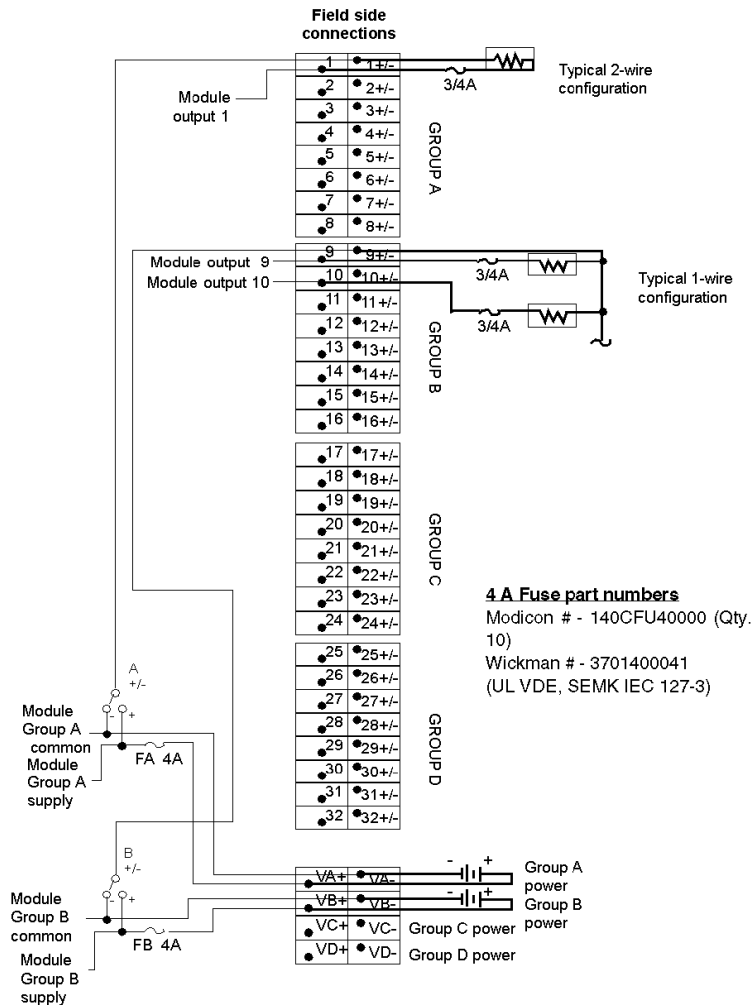 Field side
connections
1 1+/-
3/4A
Typical 2-wire
configuration
Module
output 1
2 2+/-
3 3+/-
4 4+/-
5 5+/-
6 6+/-
7 7+/-
8 8+/-
GROUP A
9 9+/-
Module output 9
3/4A
10 10+/-
Module output 10
3/4A
Typical 1-wire
configuration
11 11+/-
12 12+/-
13 13+/-
14 14+/-
15 15+/-
16 16+/-
GROUP B
17 17+/-
18 18+/-
19 19+/-
20 20+/-
21 21+/-
22 22+/-
23 23+/-
24 24+/-
GROUP C
4 A Fuse part numbers
Modicon # - 140CFU40000 (Qty.
10)
Wickman # - 3701400041
(UL VDE, SEMK IEC 127-3)
25 25+/-
26 26+/-
27 27+/-
28 28+/-
29 29+/-
30 30+/-
31 31+/-
32 32+/-
GROUP D
A
+/-
- +
Module
Group A
common
Module
Group A
supply
FA 4A
B
+/-
- +
Module
Group B
common
Module
Group B
supply
FB 4A
VA+ VA-
- +
Group A
power
VB+ VB-
- +
Group B
power
VC+ VC- Group C power
VD+ VD- Group D power